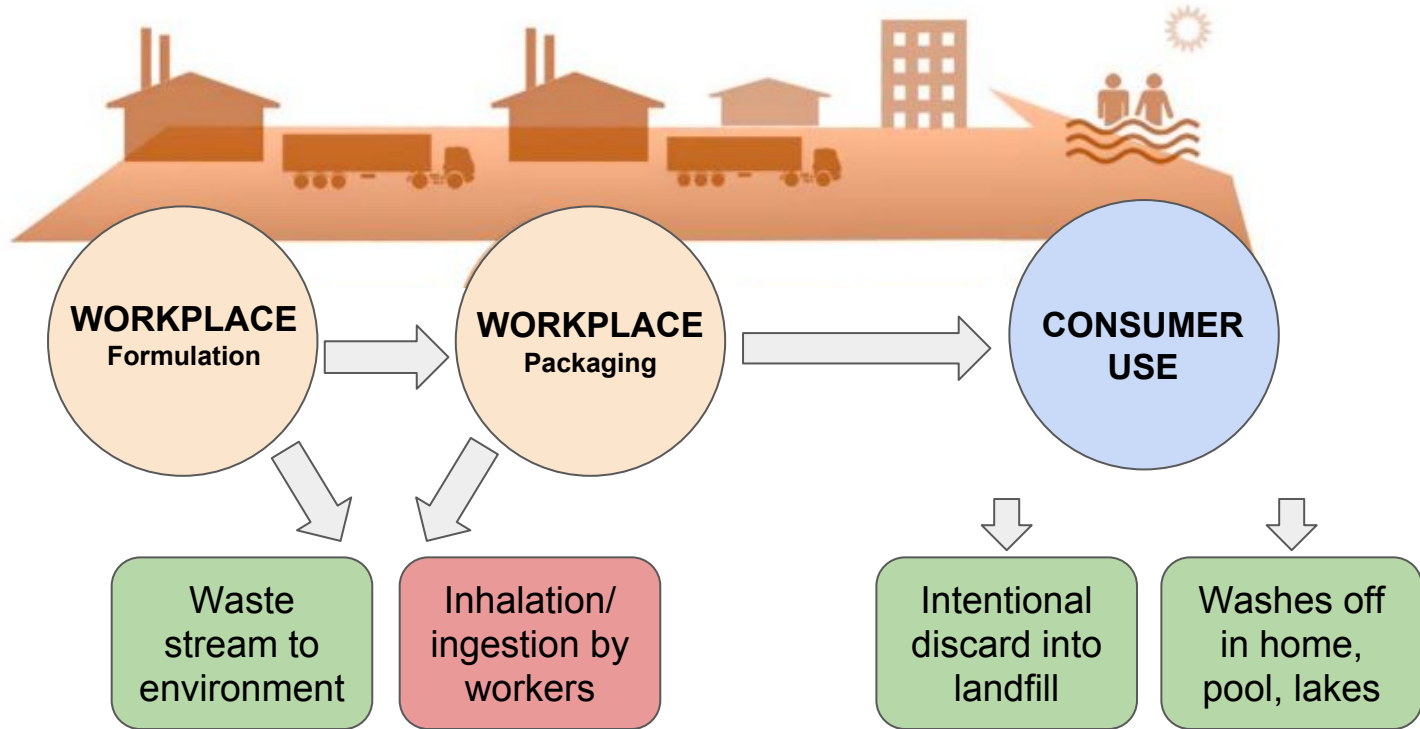 WORKPLACE
Formulation
WORKPLACE
Packaging
CONSUMER
USE
Waste
stream to
environment
Inhalation/
ingestion by
workers
Intentional
discard into
landfill
Washes off
in home,
pool, lakes